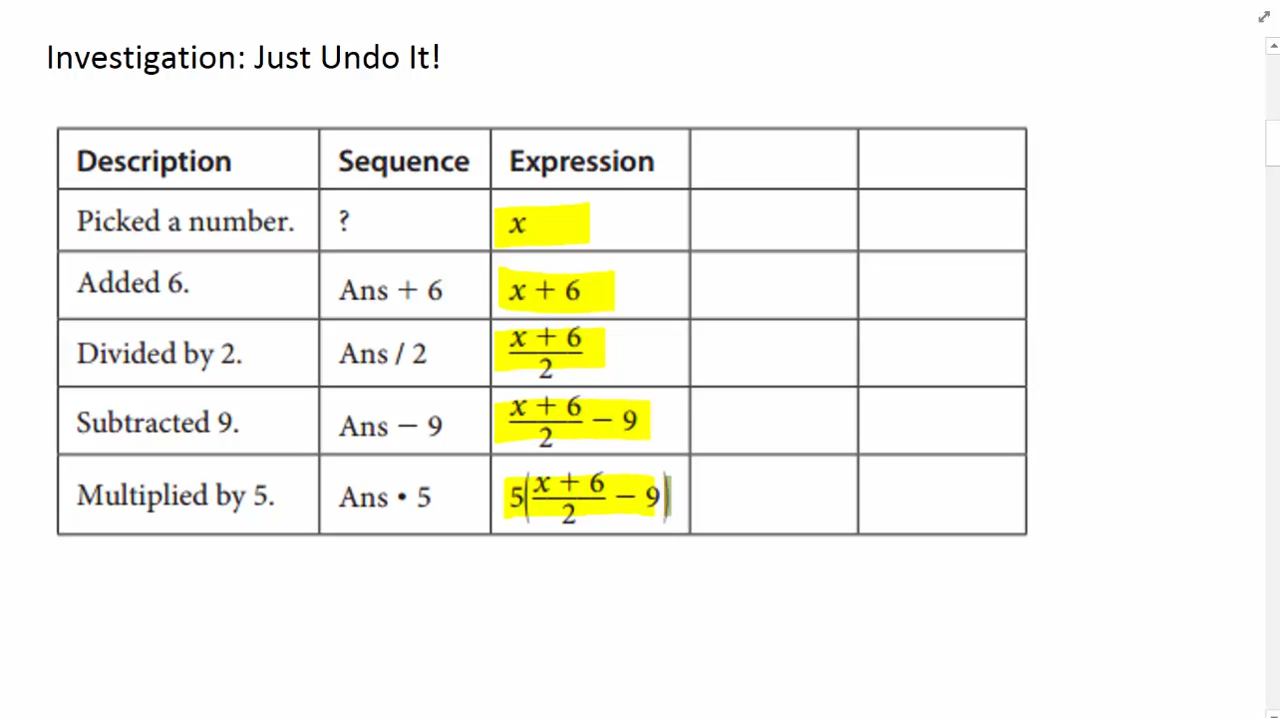 Investigation: Just Undo It!
Description Sequence Expression
Picked a number. ? x
Added 6. Ans + 6 x + 6
Divided by 2. Ans / 2 (x + 6)/2
Subtracted 9. Ans − 9 (x + 6)/2 − 9
Multiplied by 5. Ans • 5 5((x + 6)/2 − 9)